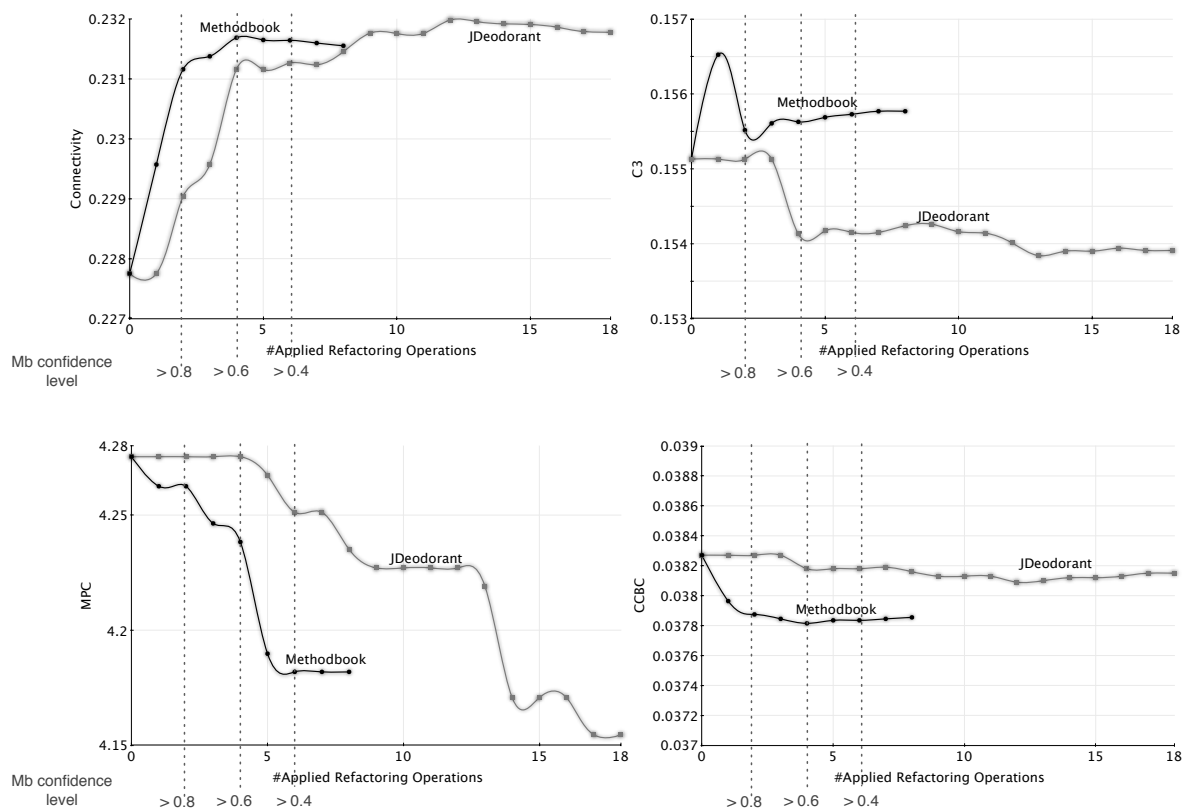 0.232
0.231
0.23
0.229
0.228
0.227
Connectivity
Methodbook
JDeodorant
0
5
10
15
18
#Applied Refactoring Operations
Mb confidence
level
> 0.8
> 0.6
> 0.4
0.157
0.156
0.155
0.154
0.153
C3
Methodbook
JDeodorant
0
5
10
15
18
#Applied Refactoring Operations
> 0.8
> 0.6
> 0.4
4.28
4.25
4.2
4.15
MPC
JDeodorant
Methodbook
0
5
10
15
18
#Applied Refactoring Operations
Mb confidence
level
> 0.8
> 0.6
> 0.4
0.039
0.0388
0.0386
0.0384
0.0382
0.038
0.0378
0.0376
0.0374
0.0372
0.037
CCBC
JDeodorant
Methodbook
0
5
10
15
18
#Applied Refactoring Operations
> 0.8
> 0.6
> 0.4